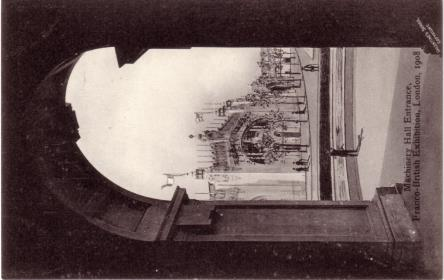 Machinery Hall Entrance,
Franco-British Exhibition, London, 1908